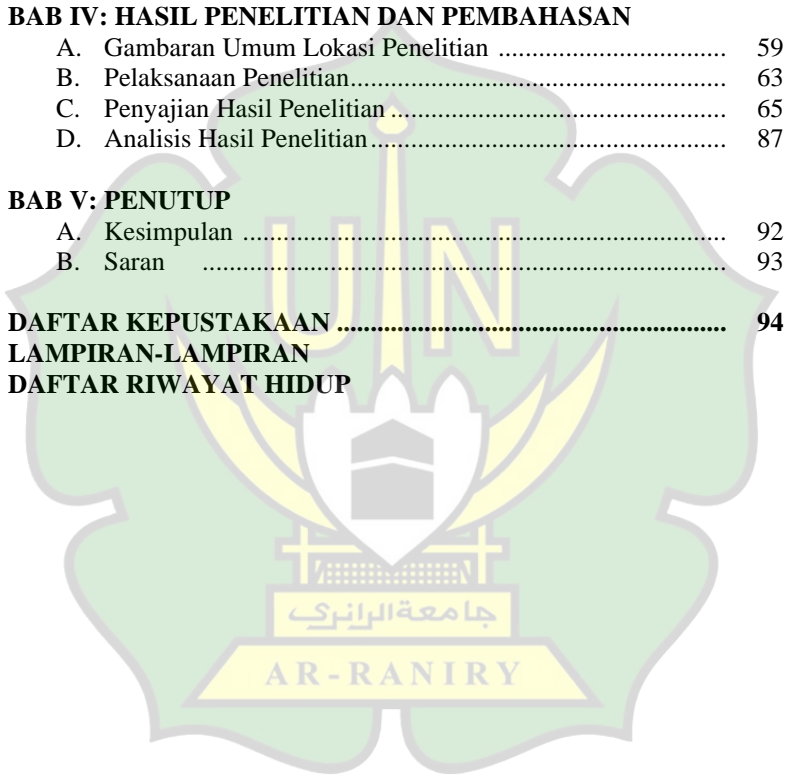 BAB IV: HASIL PENELITIAN DAN PEMBAHASAN
A. Gambaran Umum Lokasi Penelitian ................................. 59
B. Pelaksanaan Penelitian....................................................... 63
C. Penyajian Hasil Penelitian ................................................. 65
D. Analisis Hasil Penelitian.................................................... 87
BAB V: PENUTUP
A. Kesimpulan ...................................................................... 92
B. Saran ............................................................................ 93
DAFTAR KEPUSTAKAAN ......................................................... 94
LAMPIRAN-LAMPIRAN
DAFTAR RIWAYAT HIDUP
UIN
جامعة الرانري
AR-RANIRY